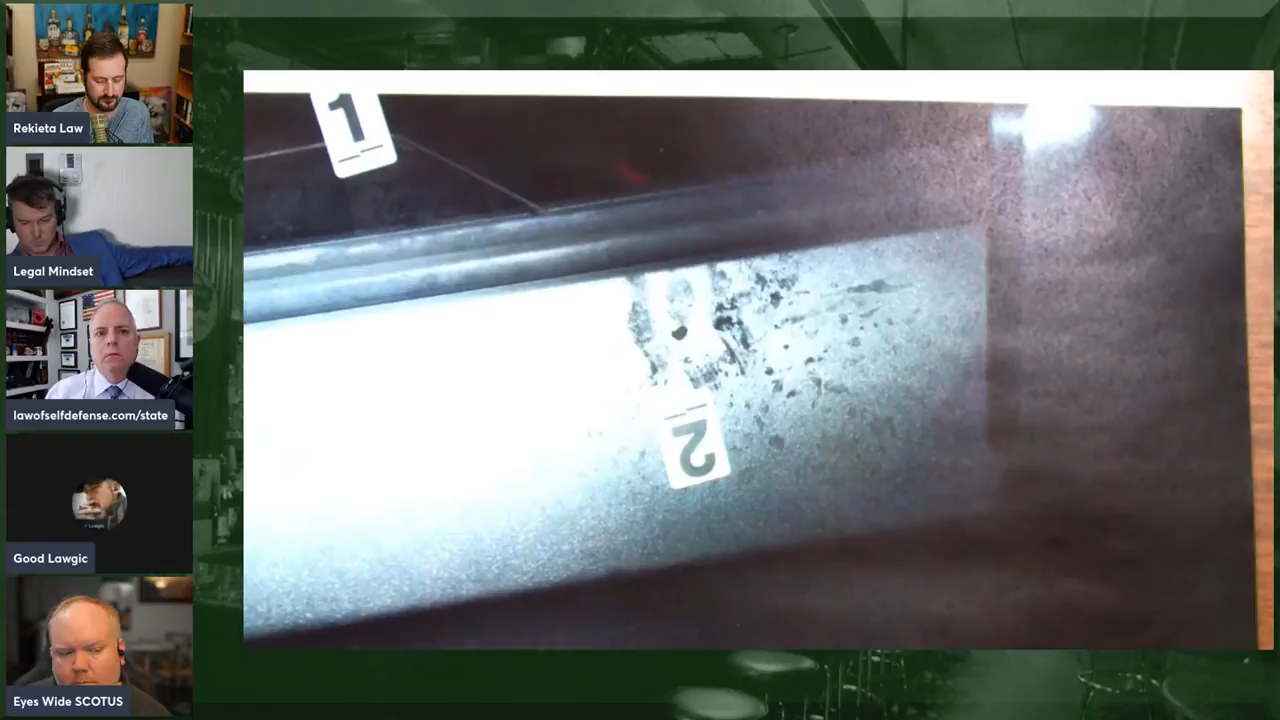 Rekieta Law
Legal Mindset
lawofselfdefense.com/state
Good Lawgic
Eyes Wide SCOTUS
1
2